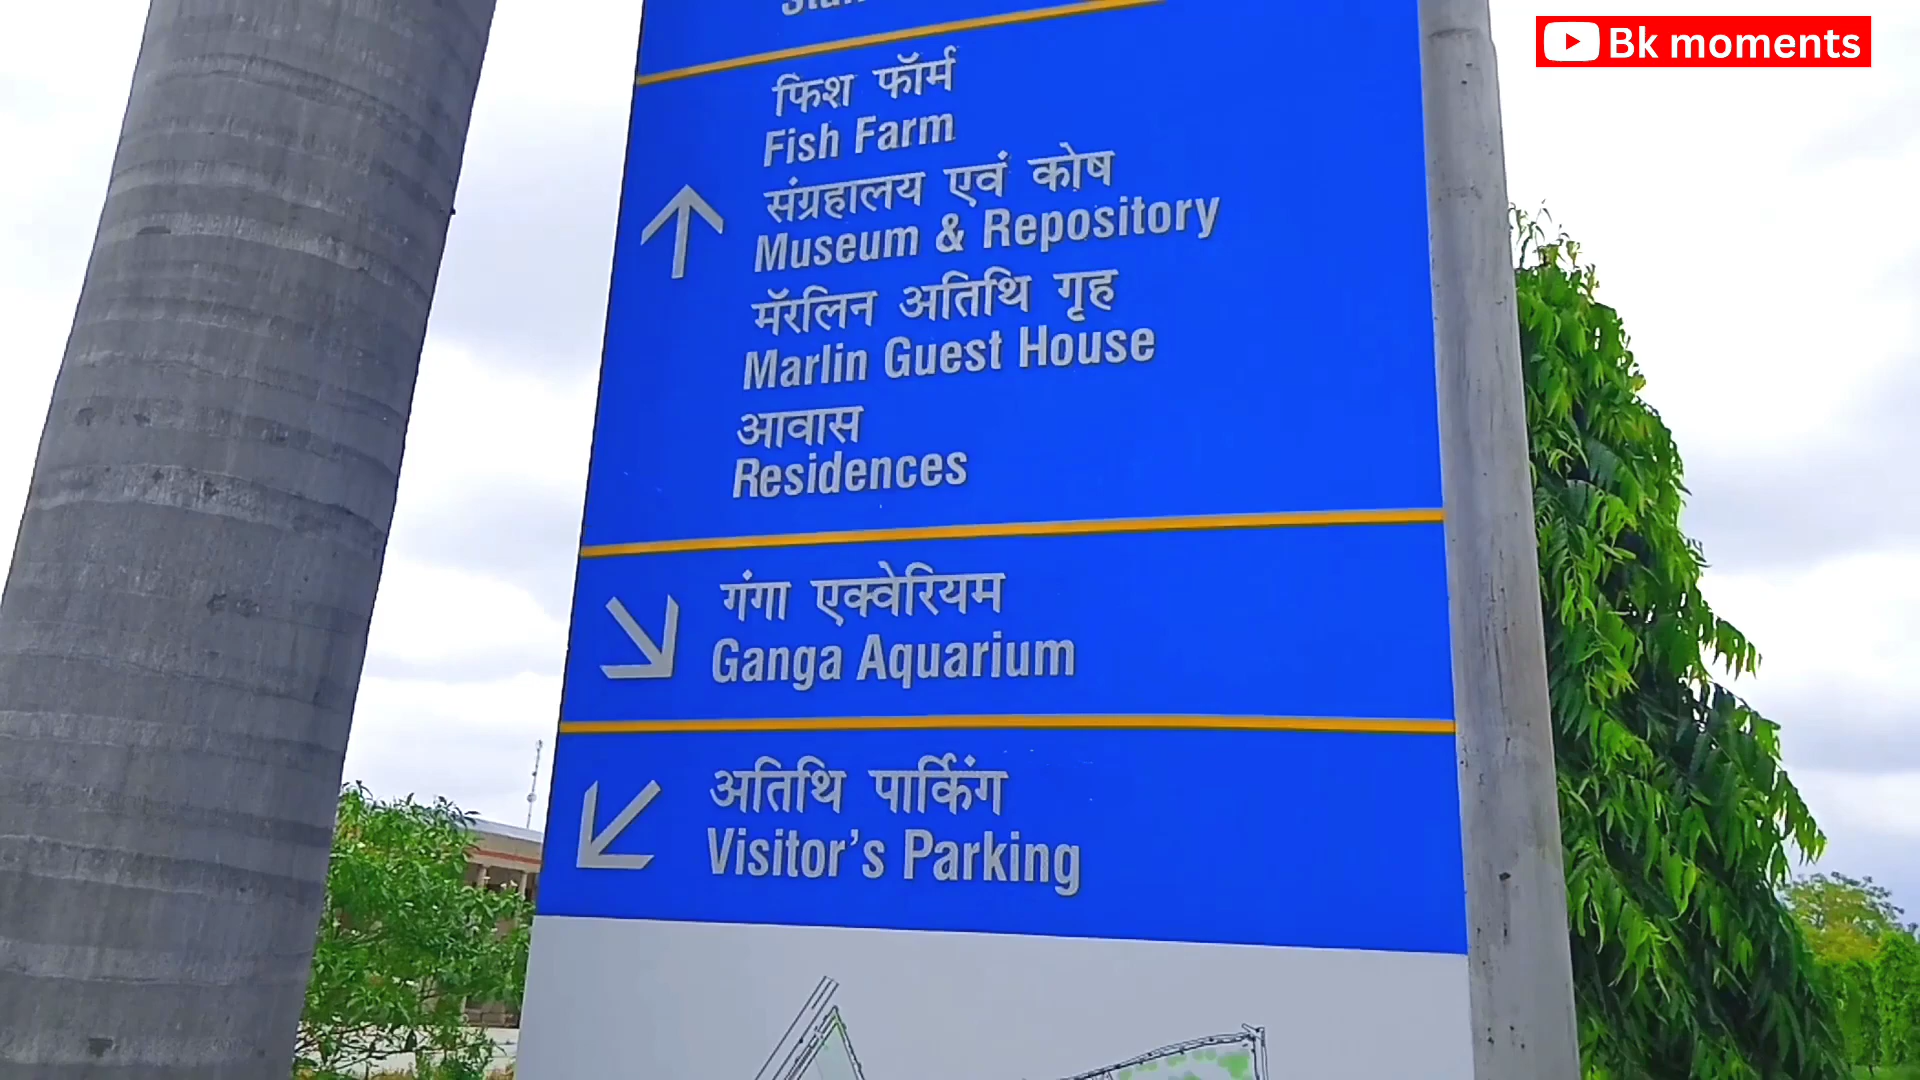 Bk moments
फिश फॉर्म
Fish Farm
संग्रहालय एवं कोष
Museum & Repository
मॅरलिन अतिथि गृह
Marlin Guest House
आवास
Residences
गंगा एक्वेरियम
Ganga Aquarium
अतिथि पार्किंग
Visitor's Parking